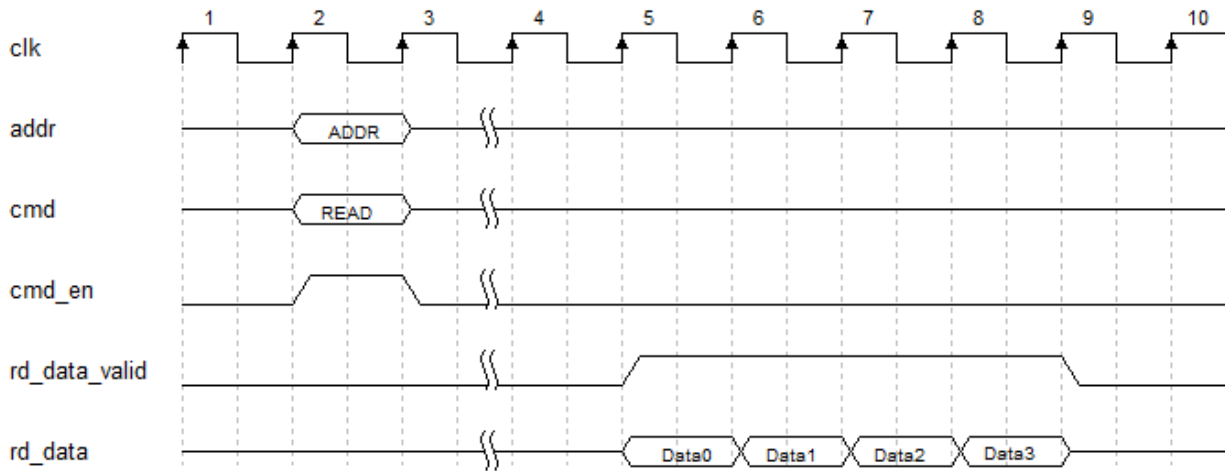 1 2 3 4 5 6 7 8 9 10
clk
addr ADDR
cmd READ
cmd_en
rd_data_valid
rd_data Data0 Data1 Data2 Data3